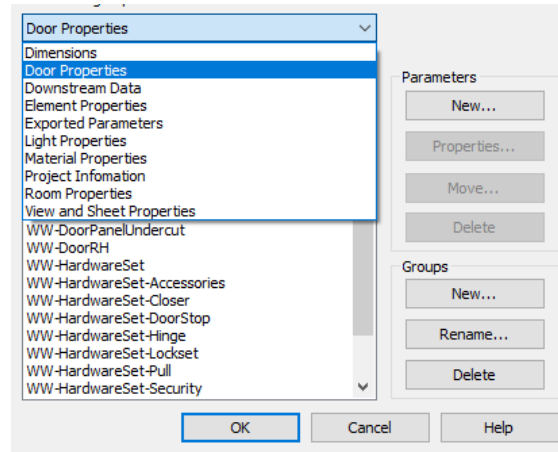 Door Properties
Dimensions
Door Properties
Downstream Data
Element Properties
Exported Parameters
Light Properties
Material Properties
Project Infomation
Room Properties
View and Sheet Properties
WW-DoorPanelUndercut
WW-DoorRH
WW-HardwareSet
WW-HardwareSet-Accessories
WW-HardwareSet-Closer
WW-HardwareSet-DoorStop
WW-HardwareSet-Hinge
WW-HardwareSet-Lockset
WW-HardwareSet-Pull
WW-HardwareSet-Security
Parameters
New...
Properties...
Move...
Delete
Groups
New...
Rename...
Delete
OK
Cancel
Help